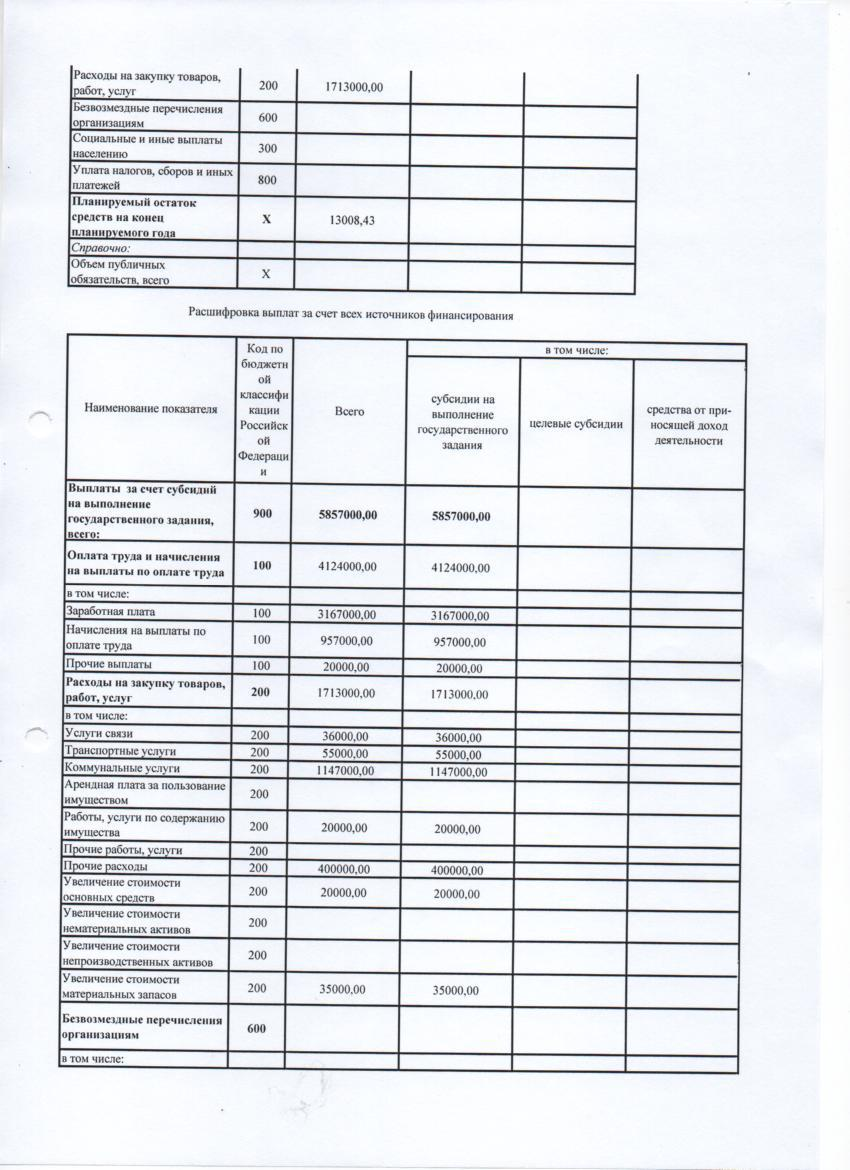 Расходы на закупку товаров,
работ, услуг 200 1713000,00
Безвозмездные перечисления
организациям 600
Социальные и иные выплаты
населению 300
Уплата налогов, сборов и иных
платежей 800
Планируемый остаток
средств на конец
планируемого года X 13008,43
Справочно:
Объем публичных
обязательств, всего X
Расшифровка выплат за счет всех источников финансирования
Наименование показателя
Код по
бюджетн
ой
классифи
кации
Российск
ой
Федераци
и
Всего
в том числе:
субсидии на
выполнение
государственного
задания
целевые субсидии
средства от при-
носящей доход
деятельности
Выплаты за счет субсидий
на выполнение
государственного задания,
всего: 900 5857000,00 5857000,00
Оплата труда и начисления
на выплаты по оплате труда 100 4124000,00 4124000,00
в том числе:
Заработная плата 100 3167000,00 3167000,00
Начисления на выплаты по
оплате труда 100 957000,00 957000,00
Прочие выплаты 100 20000,00 20000,00
Расходы на закупку товаров,
работ, услуг 200 1713000,00 1713000,00
в том числе:
Услуги связи 200 36000,00 36000,00
Транспортные услуги 200 55000,00 55000,00
Коммунальные услуги 200 1147000,00 1147000,00
Арендная плата за пользование
имуществом 200
Работы, услуги по содержанию
имущества 200 20000,00 20000,00
Прочие работы, услуги 200
Прочие расходы 200 400000,00 400000,00
Увеличение стоимости
основных средств 200 20000,00 20000,00
Увеличение стоимости
нематериальных активов 200
Увеличение стоимости
непроизводственных активов 200
Увеличение стоимости
материальных запасов 200 35000,00 35000,00
Безвозмездные перечисления
организациям 600
в том числе: